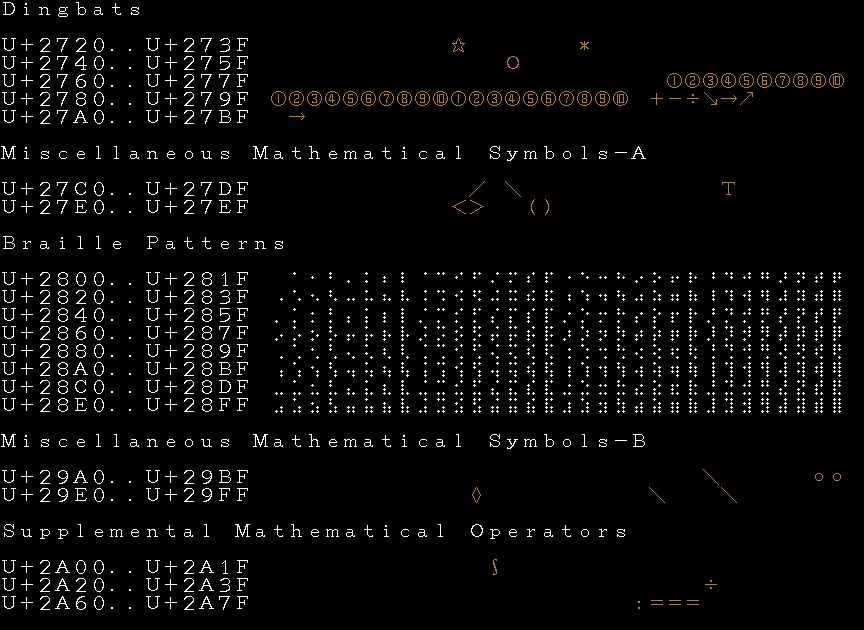 Dingbats
U+2720..U+273F ☆ *
U+2740..U+275F ○
U+2760..U+277F ①②③④⑤⑥⑦⑧⑨⑩
U+2780..U+279F ①②③④⑤⑥⑦⑧⑨⑩①②③④⑤⑥⑦⑧⑨⑩ +−÷↘→↗
U+27A0..U+27BF →
Miscellaneous Mathematical Symbols-A
U+27C0..U+27DF ╱ ╲ T
U+27E0..U+27EF <> ()
Braille Patterns
U+2800..U+281F ⠀⠁⠂⠃⠄⠅⠆⠇⠈⠉⠊⠋⠌⠍⠎⠏⠐⠑⠒⠓⠔⠕⠖⠗⠘⠙⠚⠛⠜⠝⠞⠟
U+2820..U+283F ⠠⠡⠢⠣⠤⠥⠦⠧⠨⠩⠪⠫⠬⠭⠮⠯⠰⠱⠲⠳⠴⠵⠶⠷⠸⠹⠺⠻⠼⠽⠾⠿
U+2840..U+285F ⡀⡁⡂⡃⡄⡅⡆⡇⡈⡉⡊⡋⡌⡍⡎⡏⡐⡑⡒⡓⡔⡕⡖⡗⡘⡙⡚⡛⡜⡝⡞⡟
U+2860..U+287F ⡠⡡⡢⡣⡤⡥⡦⡧⡨⡩⡪⡫⡬⡭⡮⡯⡰⡱⡲⡳⡴⡵⡶⡷⡸⡹⡺⡻⡼⡽⡾⡿
U+2880..U+289F ⢀⢁⢂⢃⢄⢅⢆⢇⢈⢉⢊⢋⢌⢍⢎⢏⢐⢑⢒⢓⢔⢕⢖⢗⢘⢙⢚⢛⢜⢝⢞⢟
U+28A0..U+28BF ⢠⢡⢢⢣⢤⢥⢦⢧⢨⢩⢪⢫⢬⢭⢮⢯⢰⢱⢲⢳⢴⢵⢶⢷⢸⢹⢺⢻⢼⢽⢾⢿
U+28C0..U+28DF ⣀⣁⣂⣃⣄⣅⣆⣇⣈⣉⣊⣋⣌⣍⣎⣏⣐⣑⣒⣓⣔⣕⣖⣗⣘⣙⣚⣛⣜⣝⣞⣟
U+28E0..U+28FF ⣠⣡⣢⣣⣤⣥⣦⣧⣨⣩⣪⣫⣬⣭⣮⣯⣰⣱⣲⣳⣴⣵⣶⣷⣸⣹⣺⣻⣼⣽⣾⣿
Miscellaneous Mathematical Symbols-B
U+29A0..U+29BF ╲ ○○
U+29E0..U+29FF ◊ ╲ ╲
Supplemental Mathematical Operators
U+2A00..U+2A1F ∫
U+2A20..U+2A3F ÷
U+2A60..U+2A7F :===